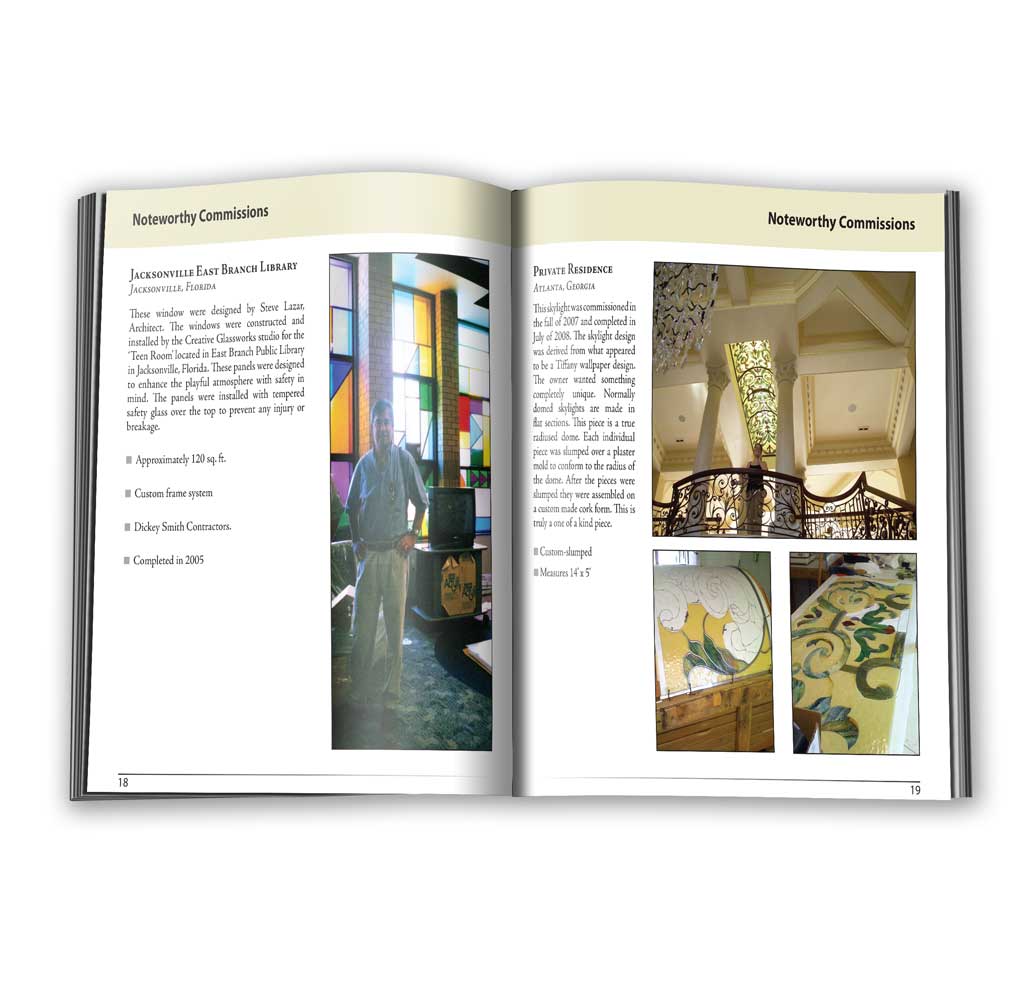 Noteworthy Commissions
Jacksonville East Branch Library
Jacksonville, Florida
These window were designed by Steve Lazar,
Architect. The windows were constructed and
installed by the Creative Glassworks studio for the
'Teen Room' located in East Branch Public Library
in Jacksonville, Florida. These panels were designed
to enhance the playful atmosphere with safety in
mind. The panels were installed with tempered
safety glass over the top to prevent any injury or
breakage.
Approximately 120 sq. ft.
Custom frame system
Dickey Smith Contractors.
Completed in 2005
18
Noteworthy Commissions
Private Residence
Atlanta, Georgia
This skylight was commissioned in
the fall of 2007 and completed in
July of 2008. The skylight design
was derived from what appeared
to be a Tiffany wallpaper design.
The owner wanted something
completely unique. Normally
domed skylights are made in
flat sections. This piece is a true
radiused dome. Each individual
piece was slumped over a plaster
mold to conform to the radius of
the dome. After the pieces were
slumped they were assembled on
a custom made cork form. This is
truly a one of a kind piece.
Custom-slumped
Measures 14' x 5'
19